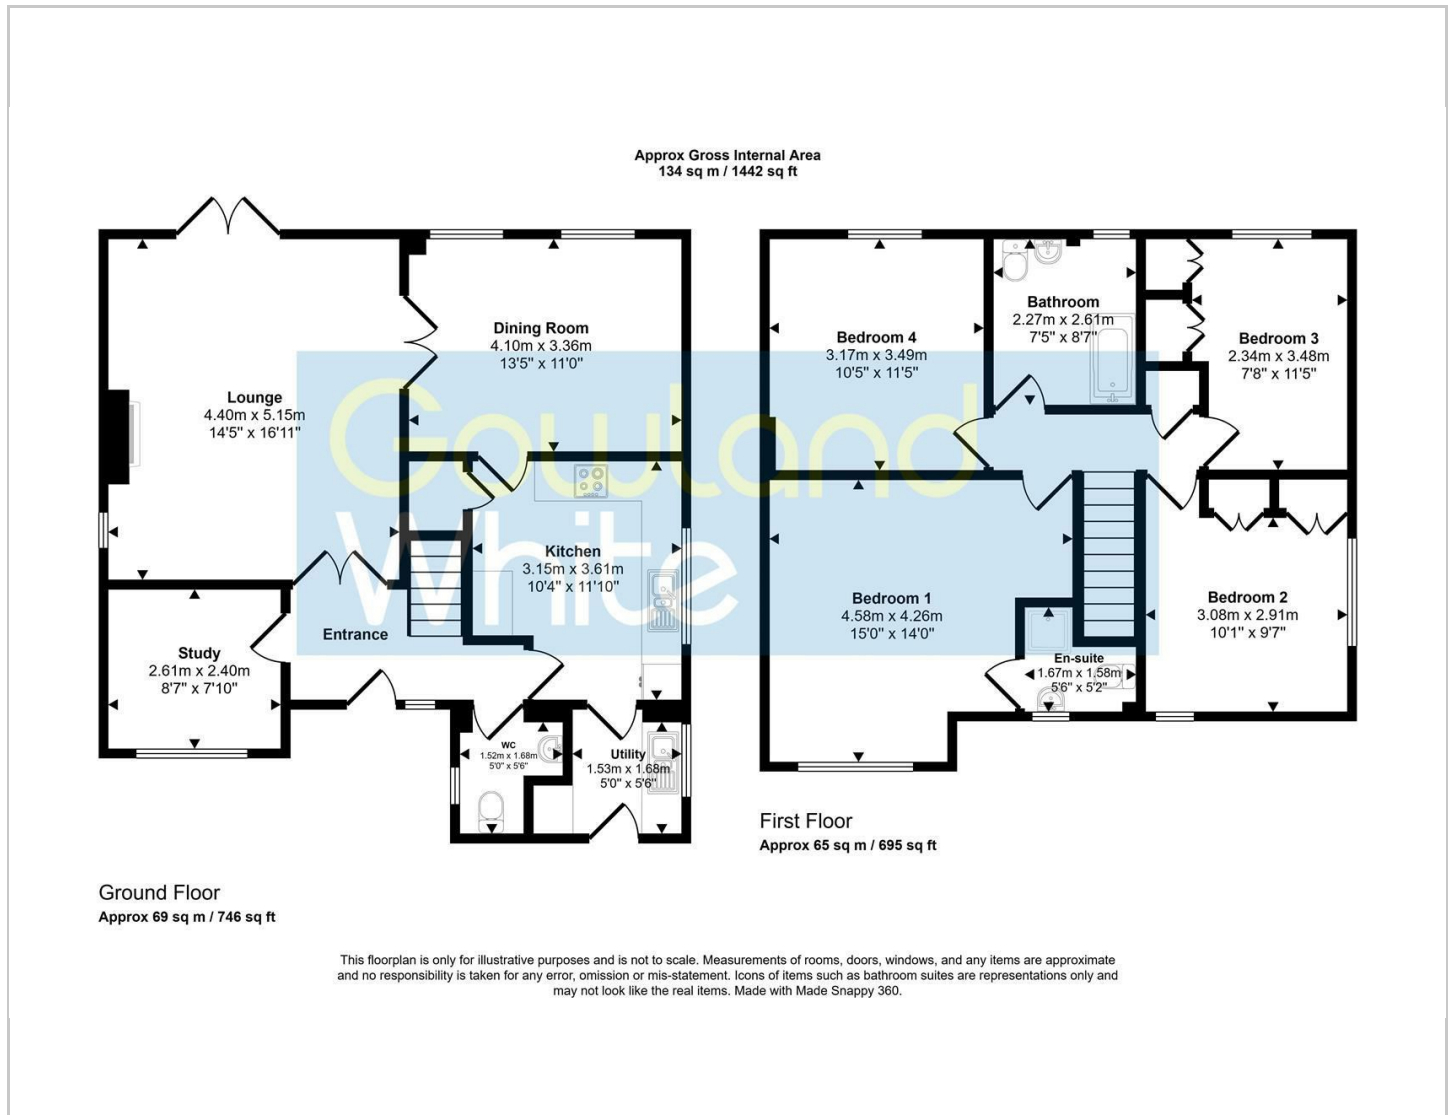 Approx Gross Internal Area
134 sq m / 1442 sq ft
Lounge
4.40m x 5.15m
14'5" x 16'11"
Dining Room
4.10m x 3.36m
13'5" x 11'0"
Kitchen
3.15m x 3.61m
10'4" x 11'10"
Entrance
Study
2.61m x 2.40m
8'7" x 7'10"
WC
1.52m x 1.68m
5'0" x 5'6"
Utility
1.53m x 1.68m
5'0" x 5'6"
Ground Floor
Approx 69 sq m / 746 sq ft
Bedroom 4
3.17m x 3.49m
10'5" x 11'5"
Bathroom
2.27m x 2.61m
7'5" x 8'7"
Bedroom 3
2.34m x 3.48m
7'8" x 11'5"
Bedroom 1
4.58m x 4.26m
15'0" x 14'0"
En-suite
1.67m x 1.58m
5'6" x 5'2"
Bedroom 2
3.08m x 2.91m
10'1" x 9'7"
First Floor
Approx 65 sq m / 695 sq ft
Gowland
White
This floorplan is only for illustrative purposes and is not to scale. Measurements of rooms, doors, windows, and any items are approximate
and no responsibility is taken for any error, omission or mis-statement. Icons of items such as bathroom suites are representations only and
may not look like the real items. Made with Made Snappy 360.